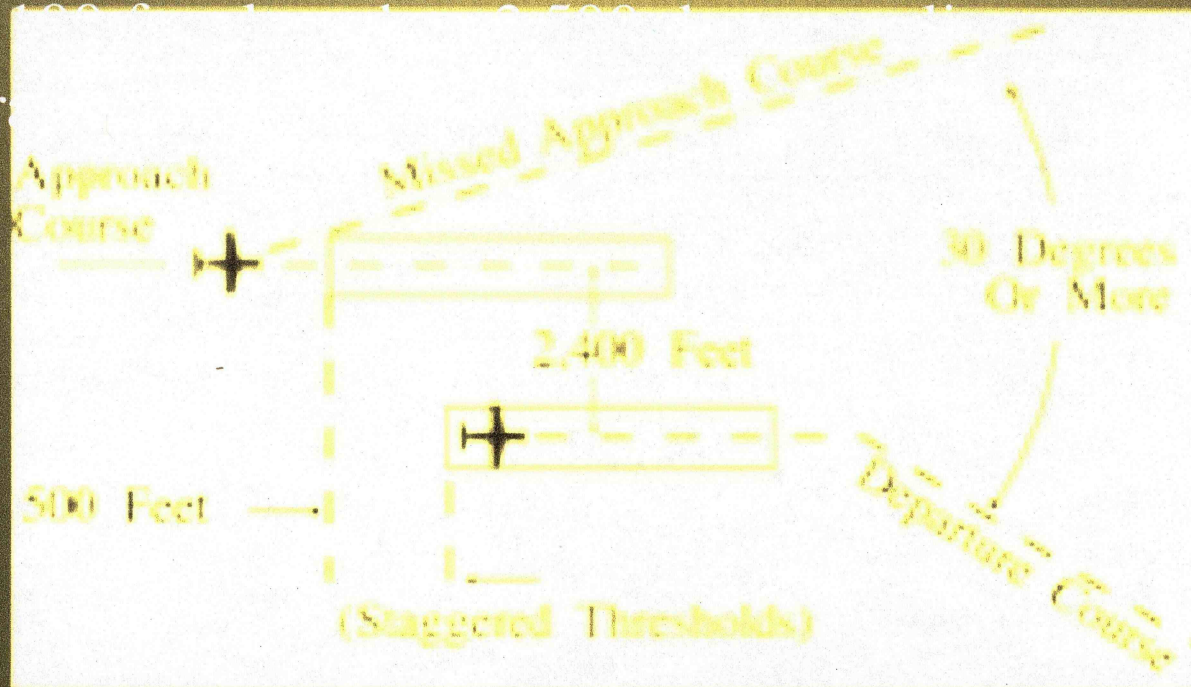 Missed Approach Course
Approach
Course
30 Degrees
Or More
2,400 Feet
500 Feet
Departure Course
(Staggered Thresholds)